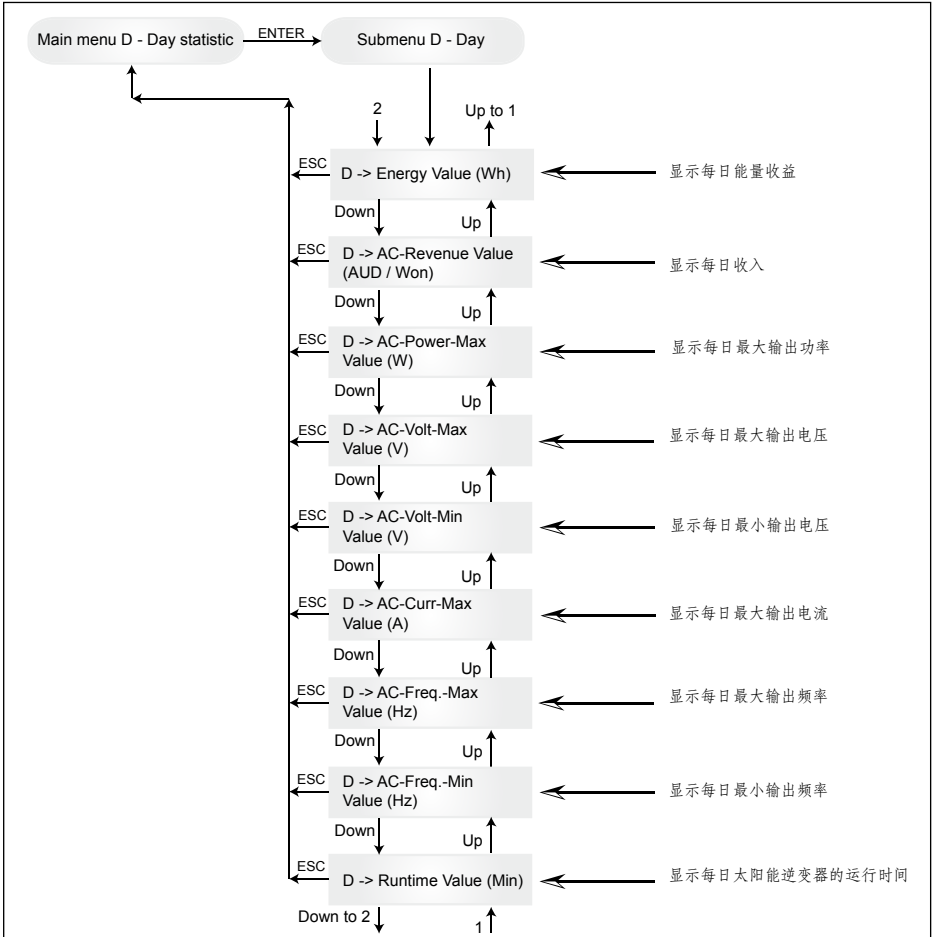 Main menu D - Day statistic
ENTER
Submenu D - Day
2
Up to 1
ESC
D -> Energy Value (Wh)
显示每日能量收益
Down
Up
ESC
D -> AC-Revenue Value
(AUD / Won)
显示每日收入
Down
Up
ESC
D -> AC-Power-Max
Value (W)
显示每日最大输出功率
Down
Up
ESC
D -> AC-Volt-Max
Value (V)
显示每日最大输出电压
Down
Up
ESC
D -> AC-Volt-Min
Value (V)
显示每日最小输出电压
Down
Up
ESC
D -> AC-Curr-Max
Value (A)
显示每日最大输出电流
Down
Up
ESC
D -> AC-Freq.-Max
Value (Hz)
显示每日最大输出频率
Down
Up
ESC
D -> AC-Freq.-Min
Value (Hz)
显示每日最小输出频率
Down
Up
ESC
D -> Runtime Value (Min)
显示每日太阳能逆变器的运行时间
Down to 2
1